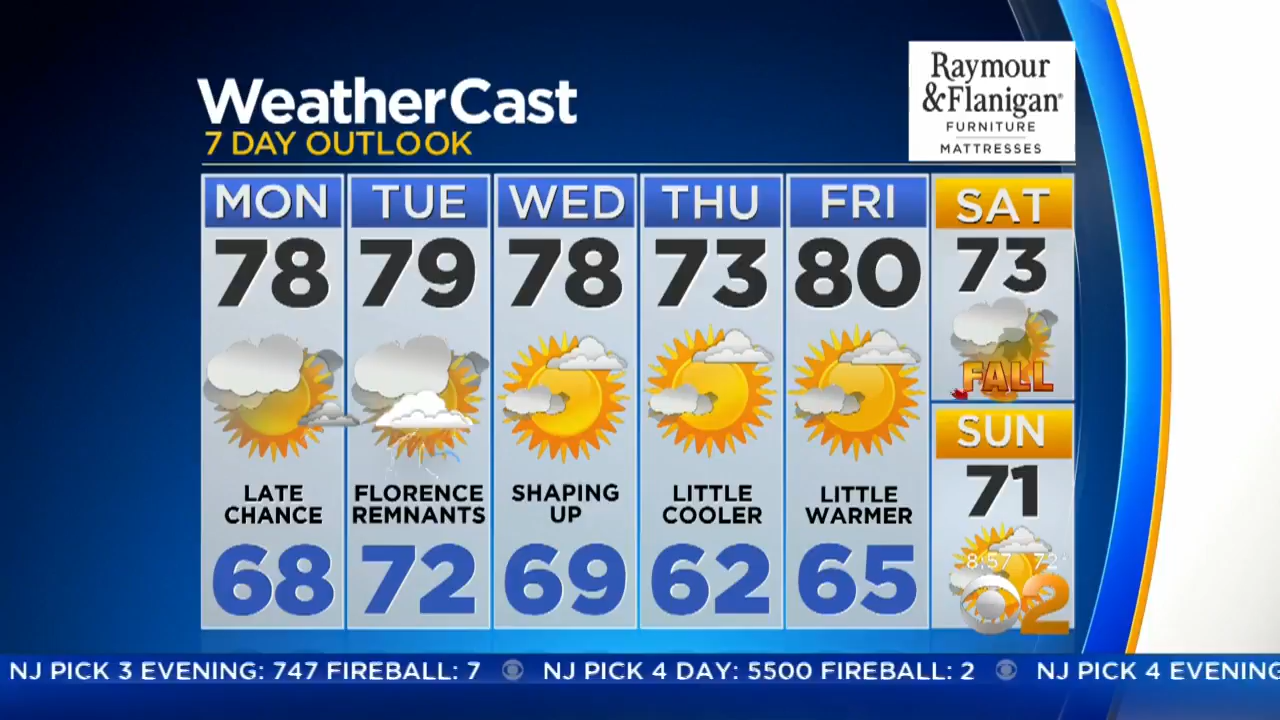 WeatherCast
7 DAY OUTLOOK
Raymour
&Flanigan®
FURNITURE
MATTRESSES
MON
78
LATE
CHANCE
68
TUE
79
FLORENCE
REMNANTS
72
WED
78
SHAPING
UP
69
THU
73
LITTLE
COOLER
62
FRI
80
LITTLE
WARMER
65
SAT
73
FALL
SUN
71
8:57 72°
2
NJ PICK 3 EVENING: 747 FIREBALL: 7 NJ PICK 4 DAY: 5500 FIREBALL: 2 NJ PICK 4 EVENING